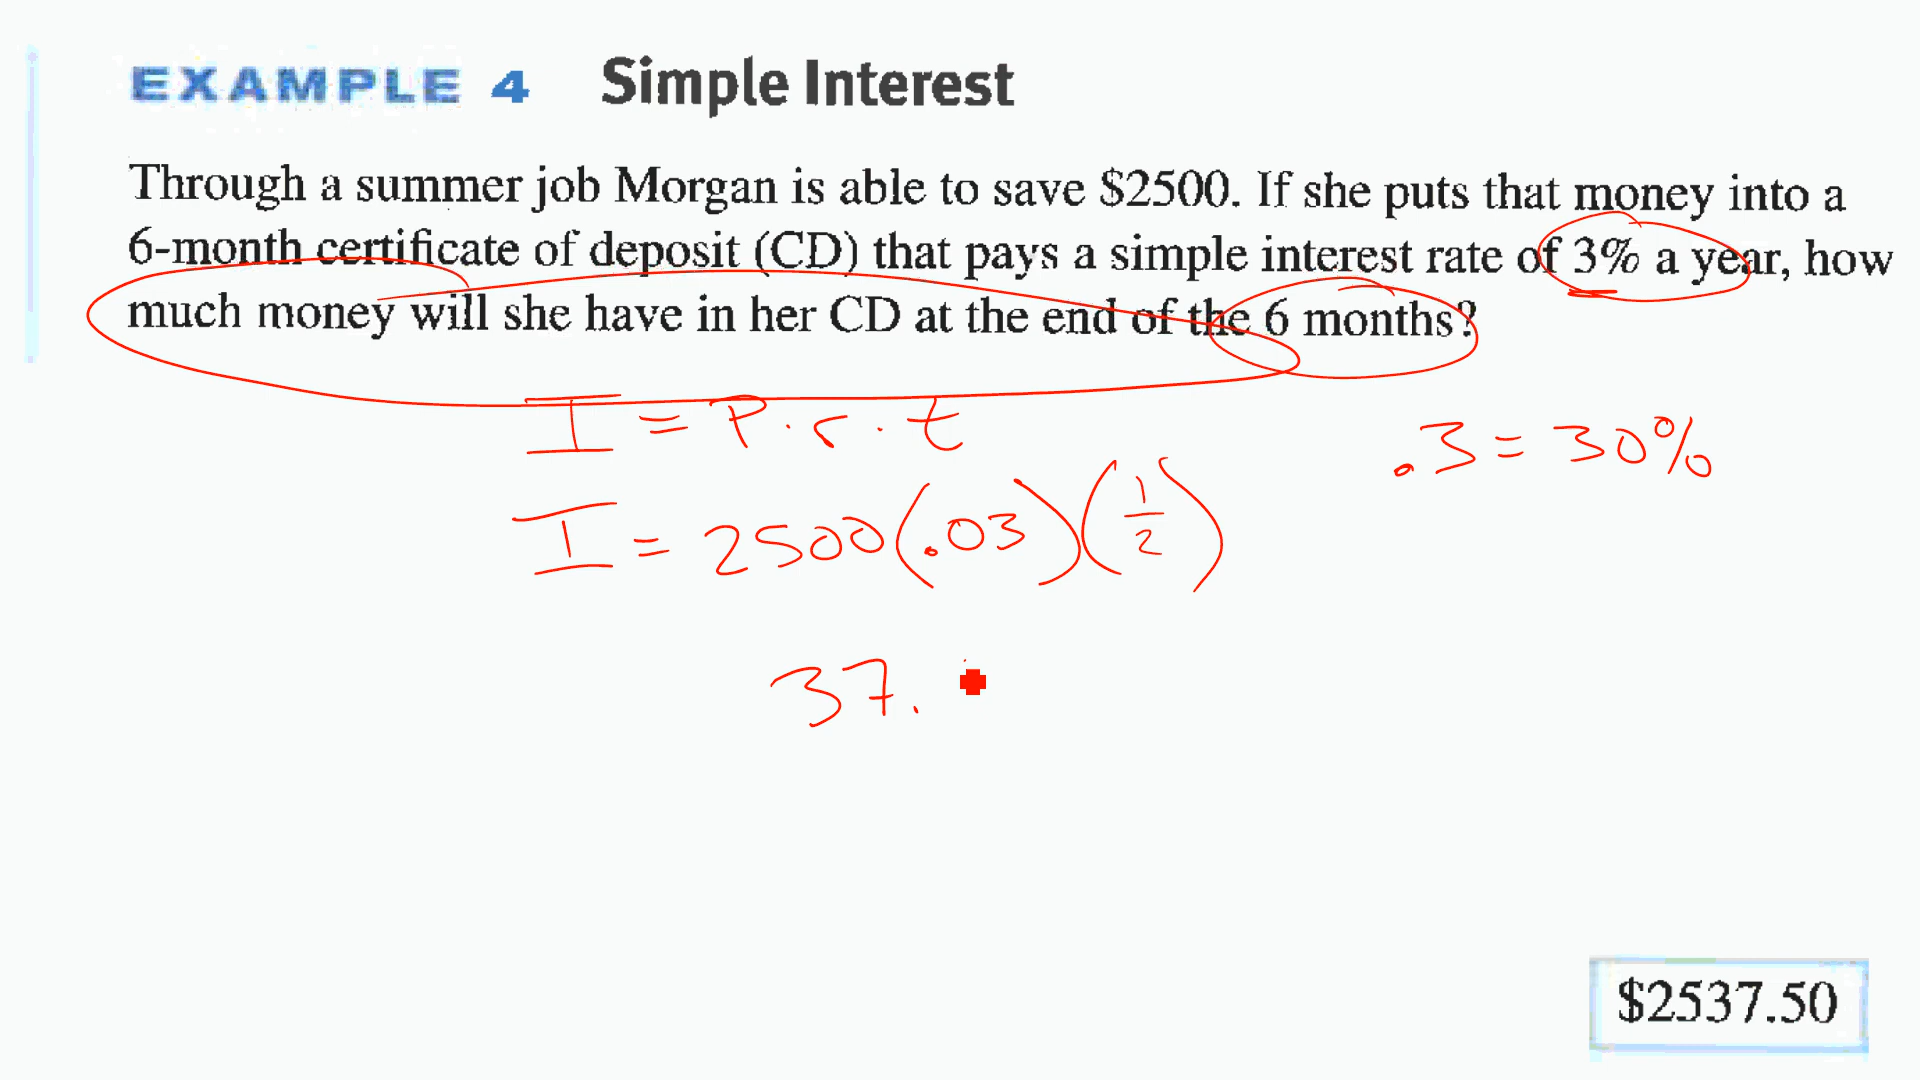 EXAMPLE 4 Simple Interest
Through a summer job Morgan is able to save $2500. If she puts that money into a
6-month certificate of deposit (CD) that pays a simple interest rate of 3% a year, how
much money will she have in her CD at the end of the 6 months?
I = P · r · t
.3 = 30%
I = 2500(.03)(1/2)
37.
$2537.50